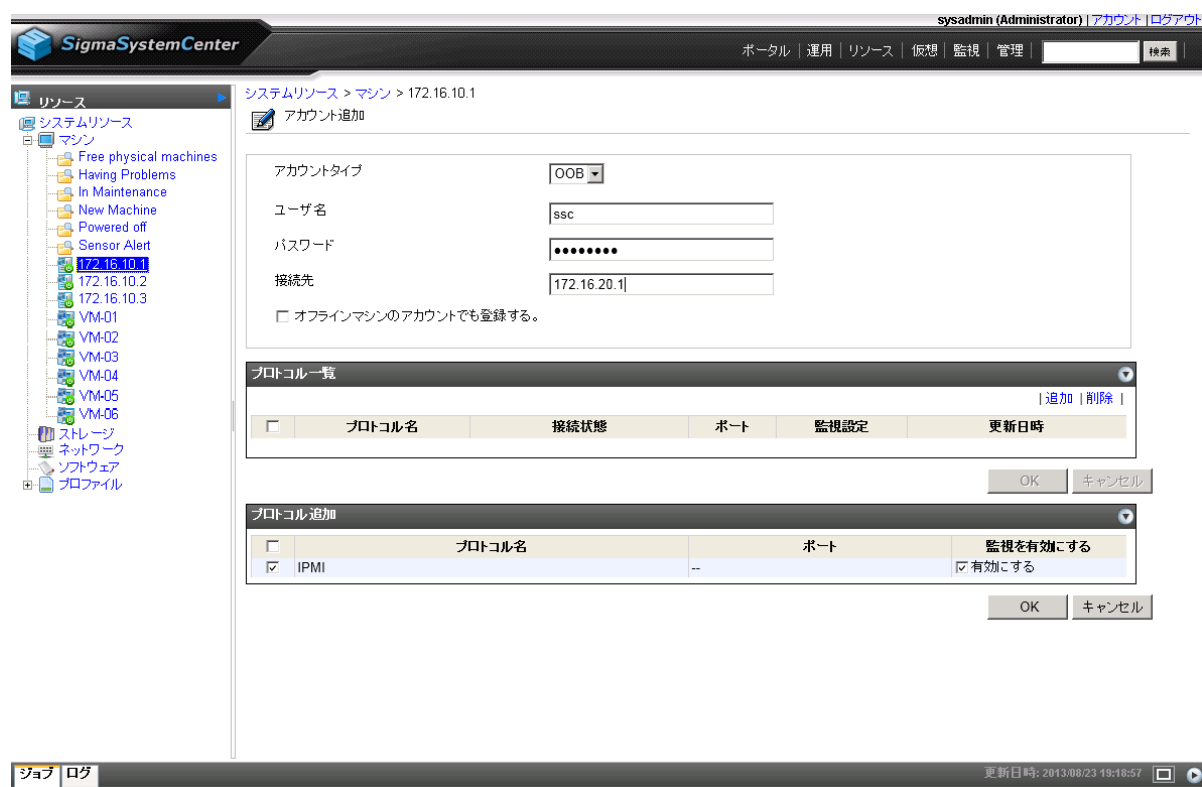 sysadmin (Administrator) | アカウント | ログアウト
SigmaSystemCenter
ポータル | 運用 | リソース | 仮想 | 監視 | 管理 | 検索
リソース
システムリソース
マシン
Free physical machines
Having Problems
In Maintenance
New Machine
Powered off
Sensor Alert
172.16.10.1
172.16.10.2
172.16.10.3
VM-01
VM-02
VM-03
VM-04
VM-05
VM-06
ストレージ
ネットワーク
ソフトウェア
プロファイル
システムリソース > マシン > 172.16.10.1
アカウント追加
アカウントタイプ OOB
ユーザ名 ssc
パスワード ●●●●●●●●
接続先 172.16.20.1
オフラインマシンのアカウントでも登録する。
プロトコル一覧
| 追加 | 削除 |
プロトコル名 接続状態 ポート 監視設定 更新日時
OK キャンセル
プロトコル追加
プロトコル名 ポート 監視を有効にする
IPMI -- 有効にする
OK キャンセル
ジョブ ログ 更新日時: 2013/08/23 19:18:57